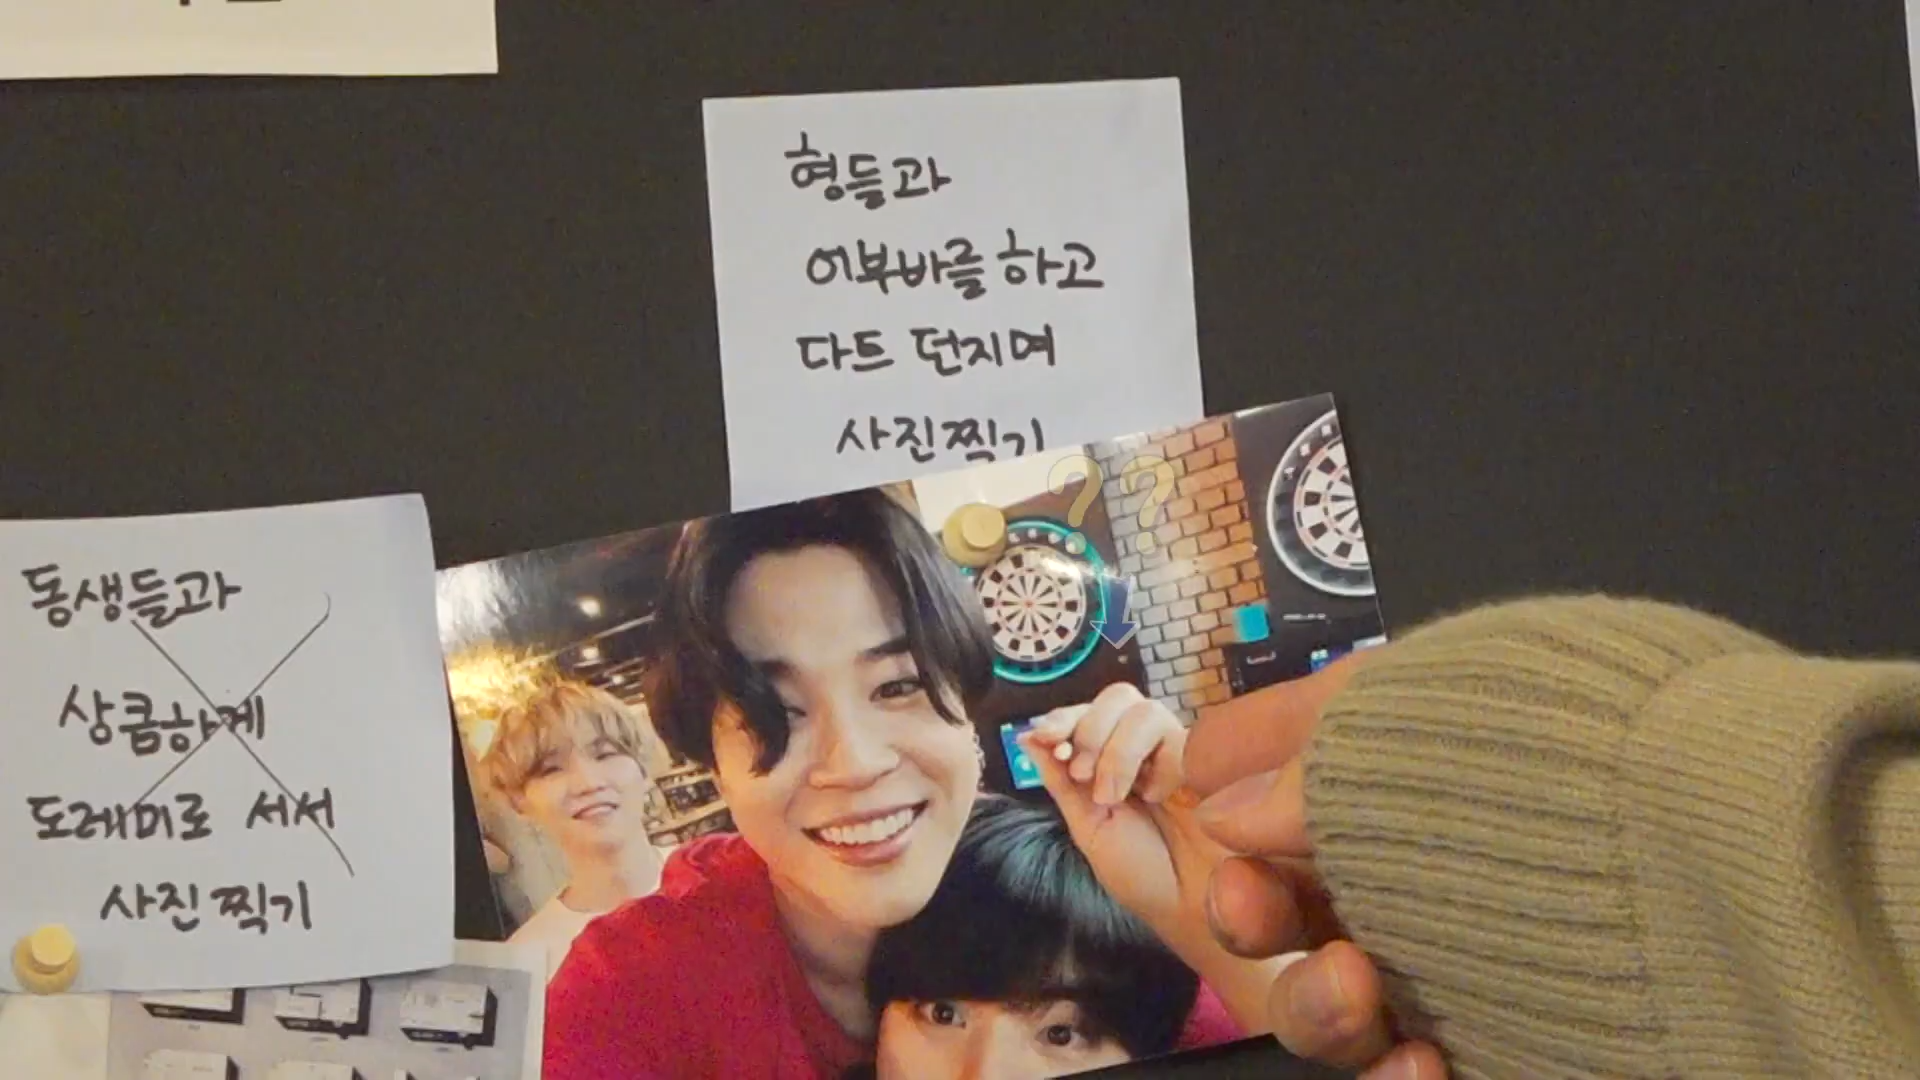 형들과
어부바를 하고
다트 던지며
사진찍기
??
동생들과
상큼하게
도레미로 서서
사진 찍기